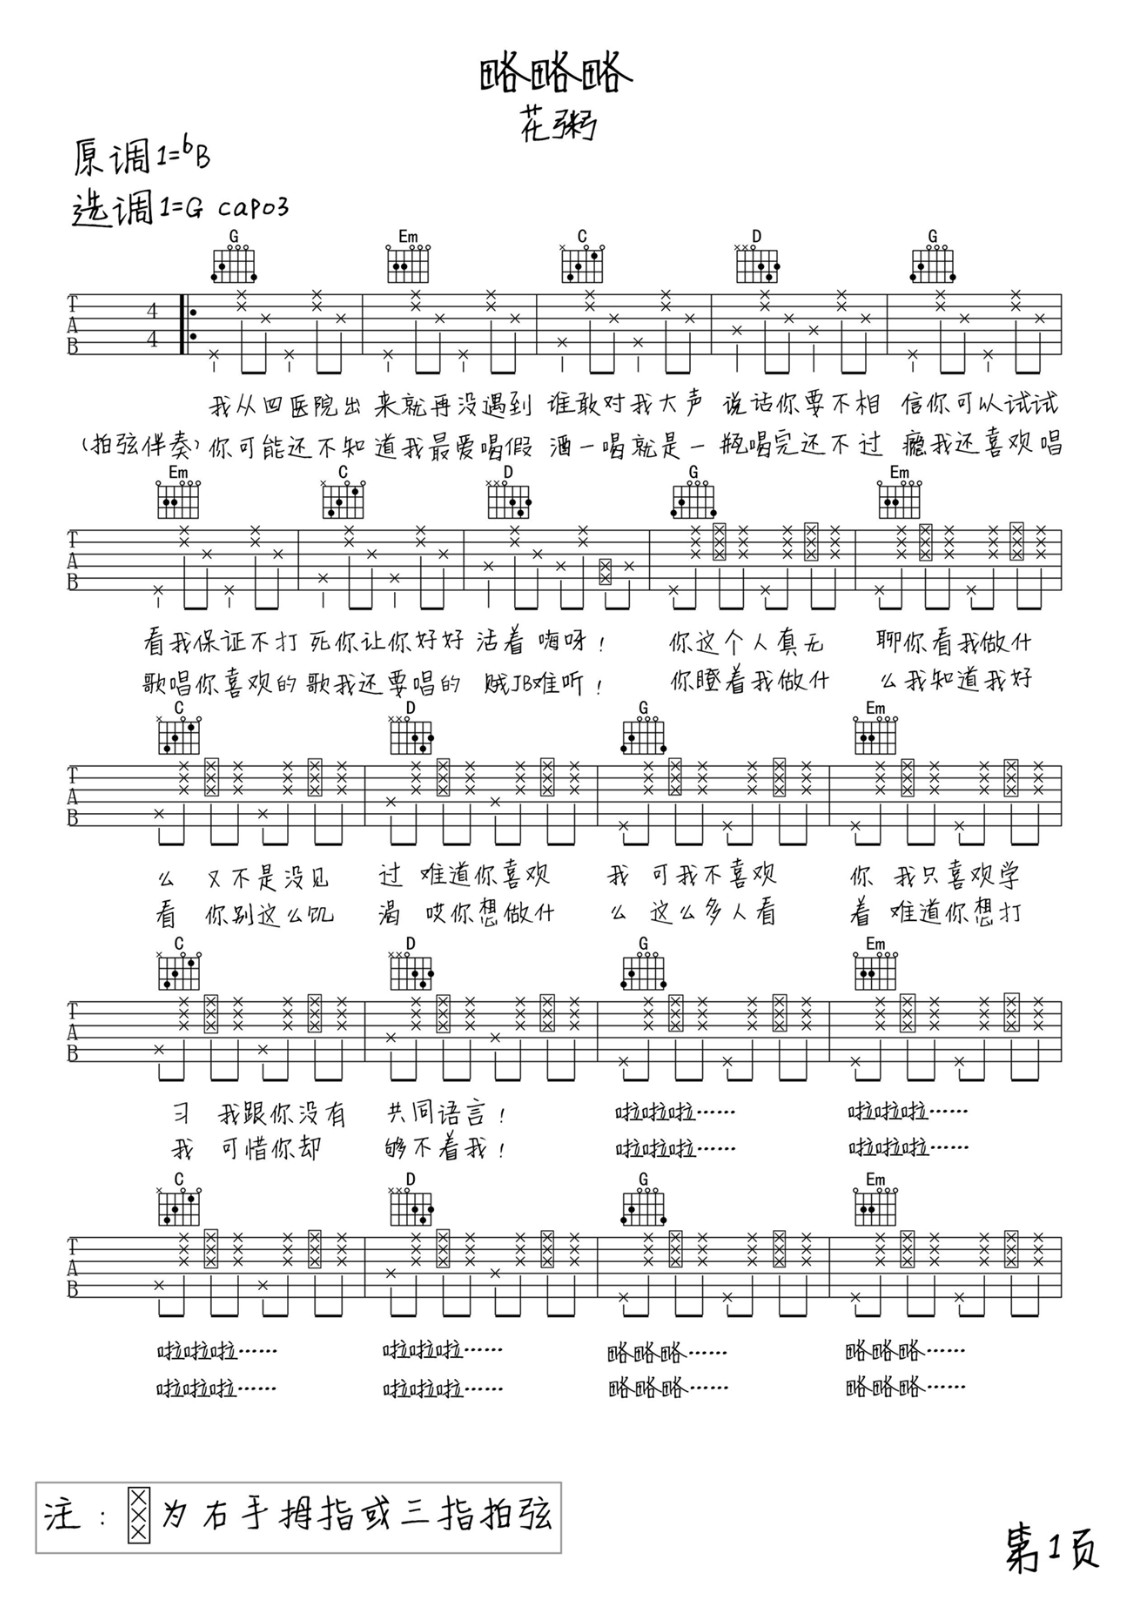 略略略
花粥
原调1=bB
选调1=G capo3
G Em C D G
TAB 4/4
我从四医院出 来就再没遇到 谁敢对我大声 说话你要不相 信你可以试试
(拍弦伴奏) 你可能还不知 道我最爱唱假 酒一喝就是一 瓶喝完还不过 瘾我还喜欢唱
Em C D G Em
TAB
看我保证不打 死你让你好好 活着嗨呀! 你这个人真无 聊你看我做什
歌唱你喜欢的 歌我还要唱的 贼JB难听! 你瞪着我做什 么我知道我好
C D G Em
TAB
么 又不是没见 过 难道你喜欢 我 可我不喜欢 你 我只喜欢学
看 你别这么饥 渴 哎你想做什 么 这么多人看 着 难道你想打
C D G Em
TAB
习 我跟你没有 共同语言! 啦啦啦…… 啦啦啦……
我 可惜你却 够不着我! 啦啦啦…… 啦啦啦……
C D G Em
TAB
啦啦啦…… 啦啦啦…… 略略略…… 略略略……
啦啦啦…… 啦啦啦…… 略略略…… 略略略……
注: 为右手拇指或三指拍弦
第1页